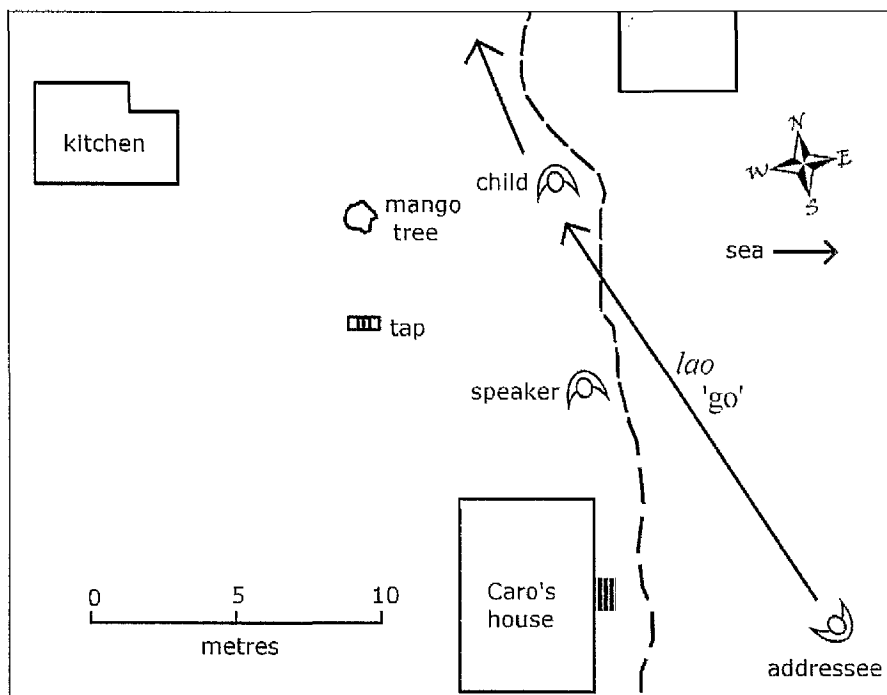 kitchen
N
W
E
S
child
mango
tree
sea
tap
lao
'go'
speaker
0
5
10
metres
Caro's
house
addressee